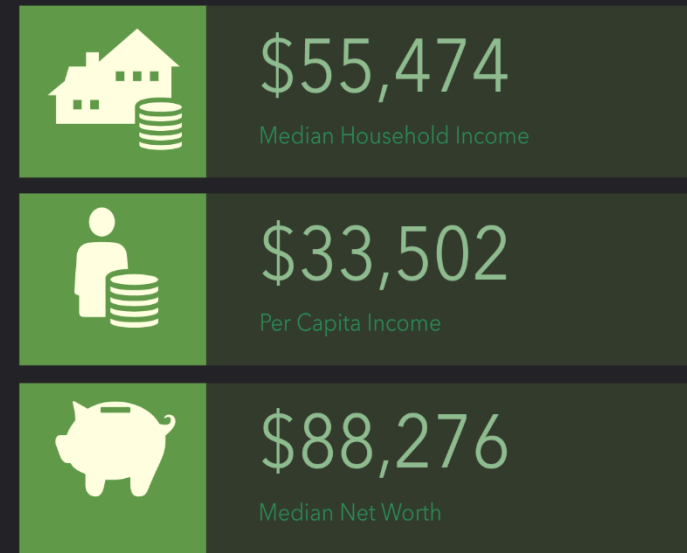 $55,474
Median Household Income
$33,502
Per Capita Income
$88,276
Median Net Worth